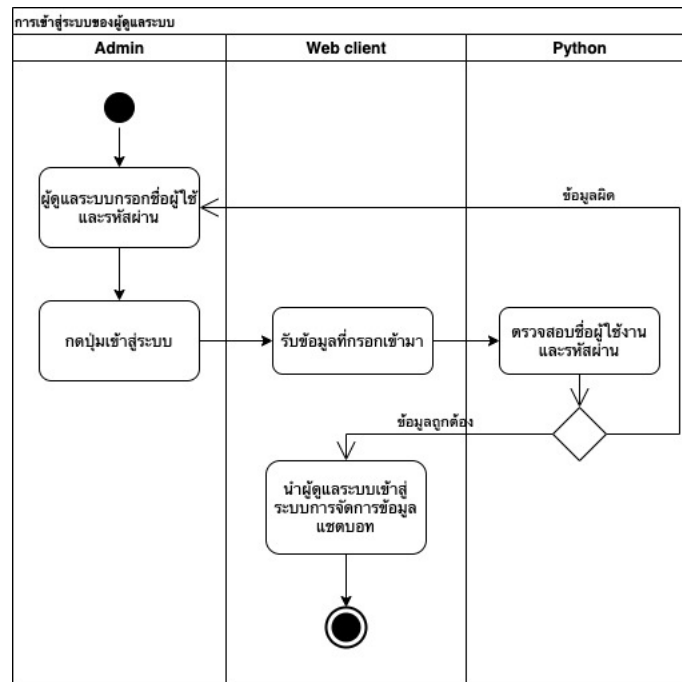 การเข้าสู่ระบบของผู้ดูแลระบบ
Admin
Web client
Python
ผู้ดูแลระบบกรอกชื่อผู้ใช้
และรหัสผ่าน
ข้อมูลผิด
กดปุ่มเข้าสู่ระบบ
รับข้อมูลที่กรอกเข้ามา
ตรวจสอบชื่อผู้ใช้งาน
และรหัสผ่าน
ข้อมูลถูกต้อง
นำผู้ดูแลระบบเข้าสู่
ระบบการจัดการข้อมูล
แชตบอท